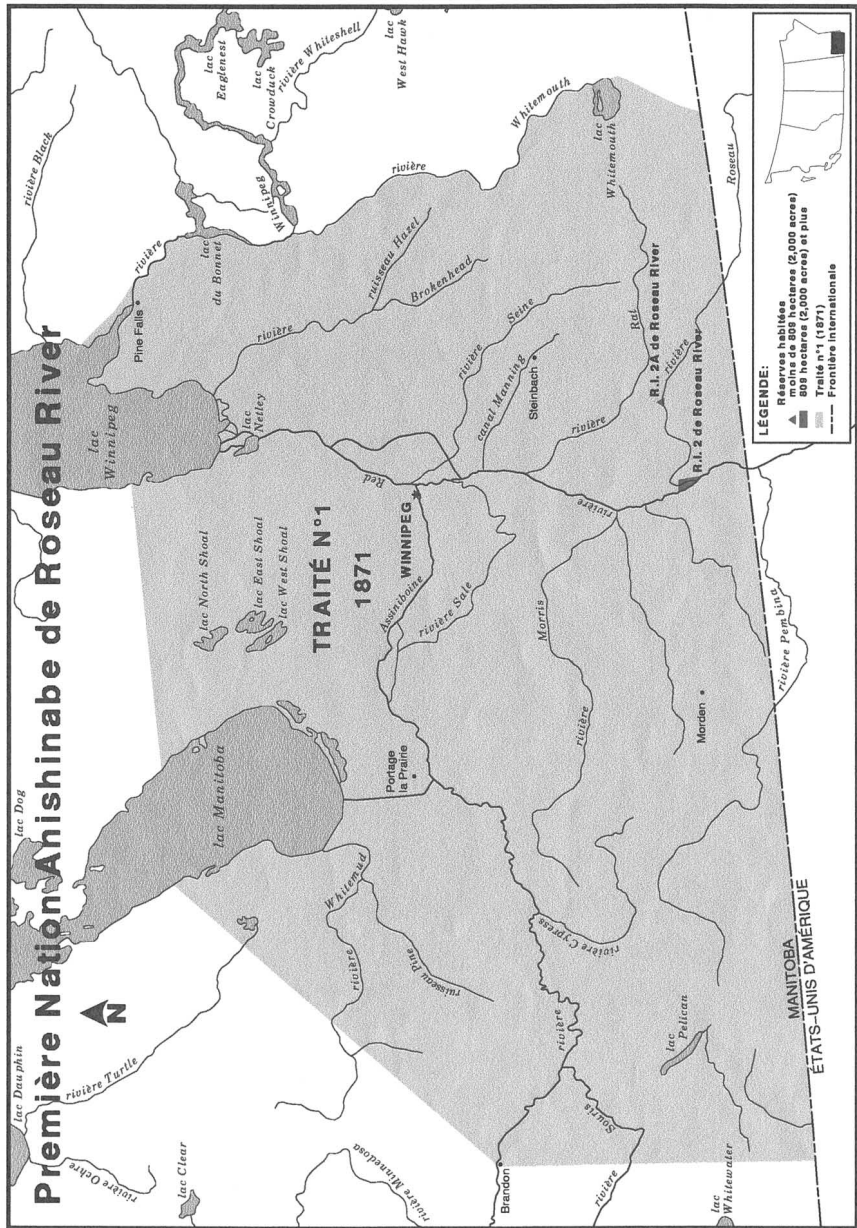 Première Nation Anishinabe de Roseau River
N
lac Dauphin
lac Dog
rivière Ochre
rivière Turtle
lac Clear
rivière Minnedosa
lac Manitoba
lac Winnipeg
rivière Black
Pine Falls
rivière Winnipeg
lac du Bonnet
lac Eaglenest
lac Crowduck
rivière Whiteshell
lac West Hawk
lac North Shoal
lac East Shoal
lac West Shoal
lac Netley
TRAITÉ N°1
1871
rivière Whitemud
ruisseau Pine
Portage la Prairie
Assiniboine
WINNIPEG
Red
rivière Sale
rivière Brokenhead
ruisseau Hazel
rivière Whitemouth
lac Whitemouth
rivière Seine
canal Manning
Steinbach
rivière Rat
R.I. 2A de Roseau River
R.I. 2 de Roseau River
rivière Roseau
rivière
rivière Morris
Morden
rivière Pembina
rivière Cypress
Brandon
rivière
rivière Souris
lac Pelican
lac Whitewater
MANITOBA
ÉTATS-UNIS D'AMÉRIQUE
LÉGENDE:
Réserves habitées
moins de 809 hectares (2,000 acres)
809 hectares (2,000 acres) et plus
Traité n°1 (1871)
Frontière Internationale